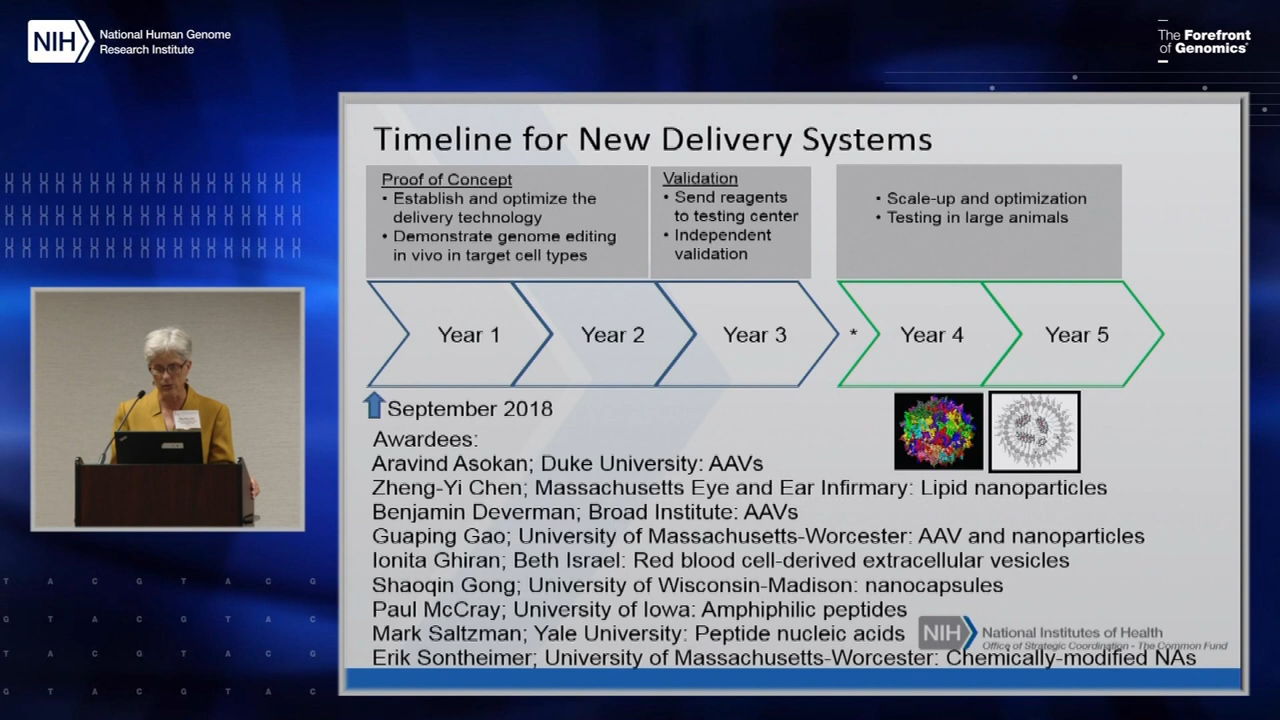 NIH
National Human Genome
Research Institute
The Forefront
of Genomics®
Timeline for New Delivery Systems
Proof of Concept
• Establish and optimize the
delivery technology
• Demonstrate genome editing
in vivo in target cell types
Validation
• Send reagents
to testing center
• Independent
validation
• Scale-up and optimization
• Testing in large animals
Year 1
Year 2
Year 3
*
Year 4
Year 5
September 2018
Awardees:
Aravind Asokan; Duke University: AAVs
Zheng-Yi Chen; Massachusetts Eye and Ear Infirmary: Lipid nanoparticles
Benjamin Deverman; Broad Institute: AAVs
Guaping Gao; University of Massachusetts-Worcester: AAV and nanoparticles
Ionita Ghiran; Beth Israel: Red blood cell-derived extracellular vesicles
Shaoqin Gong; University of Wisconsin-Madison: nanocapsules
Paul McCray; University of Iowa: Amphiphilic peptides
Mark Saltzman; Yale University: Peptide nucleic acids
Erik Sontheimer; University of Massachusetts-Worcester: Chemically-modified NAs
NIH
National Institutes of Health
Office of Strategic Coordination - The Common Fund
T A C G T A C G
G T A C G T A C
T A C G T A C G
G T A C G T A C